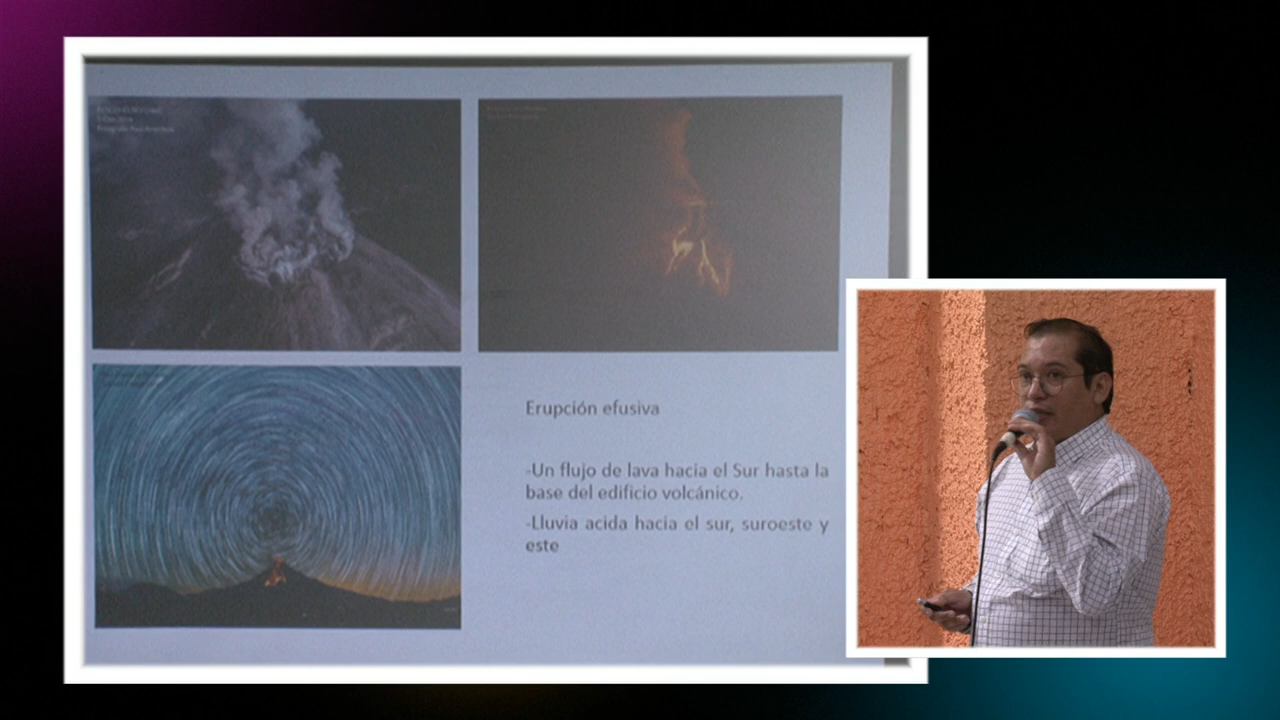 Erupción efusiva
-Un flujo de lava hacia el Sur hasta la
base del edificio volcánico.
-Lluvia acida hacia el sur, suroeste y
este